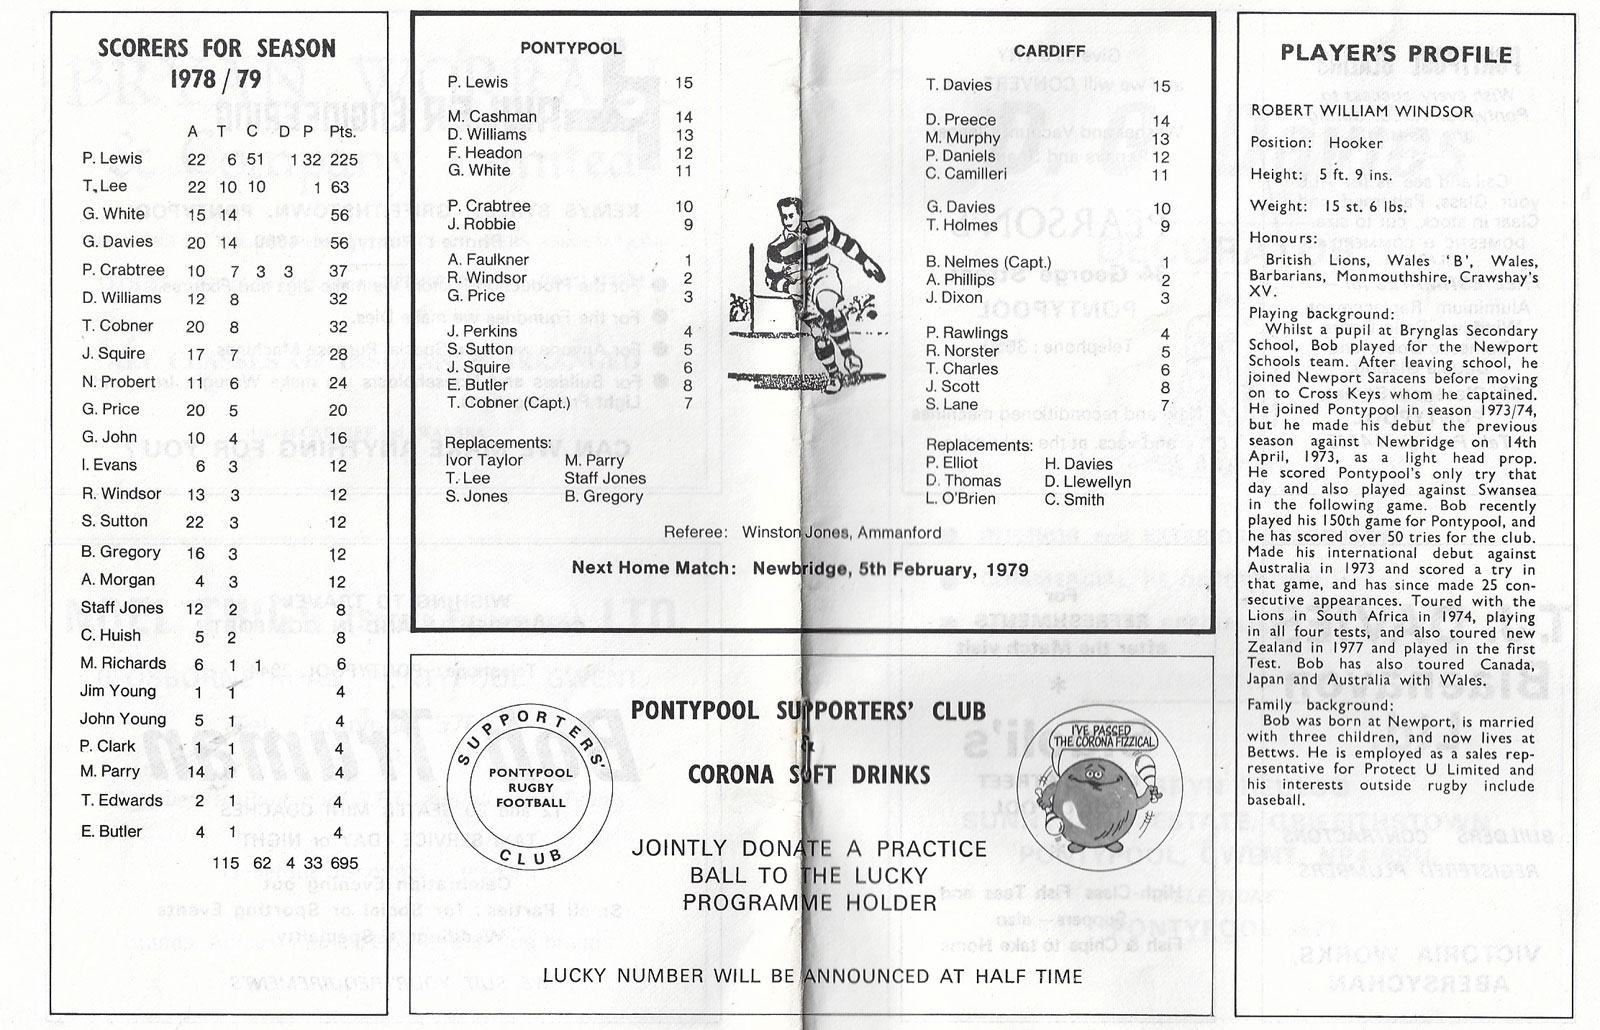 SCORERS FOR SEASON
1978 / 79
A T C D P Pts.
P. Lewis 22 6 51 1 32 225
T. Lee 22 10 10 1 63
G. White 15 14 56
G. Davies 20 14 56
P. Crabtree 10 7 3 3 37
D. Williams 12 8 32
T. Cobner 20 8 32
J. Squire 17 7 28
N. Probert 11 6 24
G. Price 20 5 20
G. John 10 4 16
I. Evans 6 3 12
R. Windsor 13 3 12
S. Sutton 22 3 12
B. Gregory 16 3 12
A. Morgan 4 3 12
Staff Jones 12 2 8
C. Huish 5 2 8
M. Richards 6 1 1 6
Jim Young 1 1 4
John Young 5 1 4
P. Clark 1 1 4
M. Parry 14 1 4
T. Edwards 2 1 4
E. Butler 4 1 4
115 62 4 33 695
PONTYPOOL
P. Lewis 15
M. Cashman 14
D. Williams 13
F. Headon 12
G. White 11
P. Crabtree 10
J. Robbie 9
A. Faulkner 1
R. Windsor 2
G. Price 3
J. Perkins 4
S. Sutton 5
J. Squire 6
E. Butler 8
T. Cobner (Capt.) 7
Replacements:
Ivor Taylor M. Parry
T. Lee Staff Jones
S. Jones B. Gregory
CARDIFF
T. Davies 15
D. Preece 14
M. Murphy 13
P. Daniels 12
C. Camilleri 11
G. Davies 10
T. Holmes 9
B. Nelmes (Capt.) 1
A. Phillips 2
J. Dixon 3
P. Rawlings 4
R. Norster 5
T. Charles 6
J. Scott 8
S. Lane 7
Replacements:
P. Elliot H. Davies
D. Thomas D. Llewellyn
L. O'Brien C. Smith
Referee: Winston Jones, Ammanford
Next Home Match: Newbridge, 5th February, 1979
SUPPORTERS'
PONTYPOOL
RUGBY
FOOTBALL
CLUB
PONTYPOOL SUPPORTERS' CLUB
&
CORONA SOFT DRINKS
I'VE PASSED
THE CORONA FIZZICAL
JOINTLY DONATE A PRACTICE
BALL TO THE LUCKY
PROGRAMME HOLDER
LUCKY NUMBER WILL BE ANNOUNCED AT HALF TIME
PLAYER'S PROFILE
ROBERT WILLIAM WINDSOR
Position: Hooker
Height: 5 ft. 9 ins.
Weight: 15 st. 6 lbs.
Honours:
British Lions, Wales 'B', Wales,
Barbarians, Monmouthshire, Crawshay's
XV.
Playing background:
Whilst a pupil at Brynglas Secondary
School, Bob played for the Newport
Schools team. After leaving school, he
joined Newport Saracens before moving
on to Cross Keys whom he captained.
He joined Pontypool in season 1973/74,
but he made his debut the previous
season against Newbridge on 14th
April, 1973, as a light head prop.
He scored Pontypool's only try that
day and also played against Swansea
in the following game. Bob recently
played his 150th game for Pontypool, and
he has scored over 50 tries for the club.
Made his international debut against
Australia in 1973 and scored a try in
that game, and has since made 25 con-
secutive appearances. Toured with the
Lions in South Africa in 1974, playing
in all four tests, and also toured new
Zealand in 1977 and played in the first
Test. Bob has also toured Canada,
Japan and Australia with Wales.
Family background:
Bob was born at Newport, is married
with three children, and now lives at
Bettws. He is employed as a sales rep-
resentative for Protect U Limited and
his interests outside rugby include
baseball.